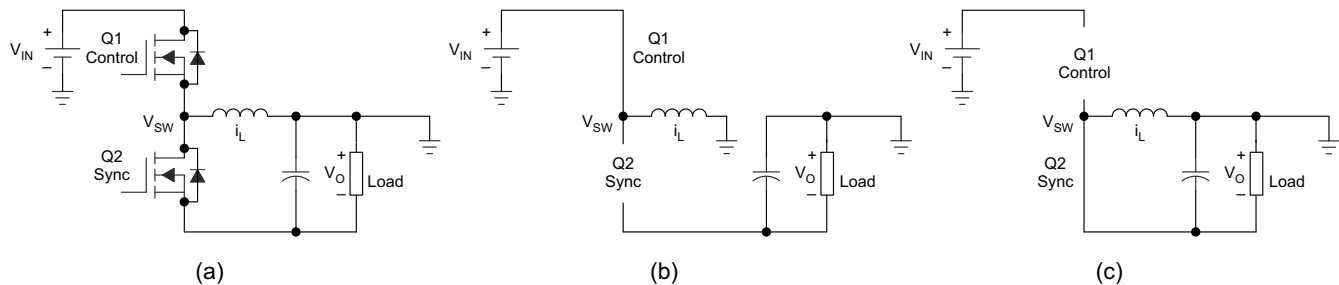 +
V_IN
−
Q1
Control
V_SW
i_L
Q2
Sync
+
V_O
−
Load
(a)
+
V_IN
−
Q1
Control
V_SW
i_L
Q2
Sync
+
V_O
−
Load
(b)
+
V_IN
−
Q1
Control
V_SW
i_L
Q2
Sync
+
V_O
−
Load
(c)